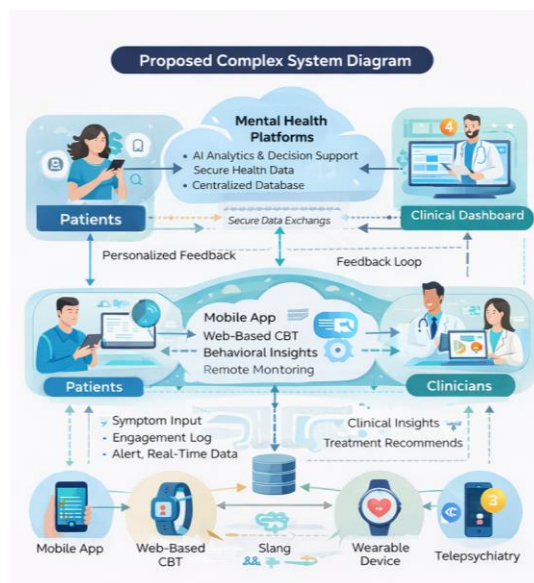 Proposed Complex System Diagram
Mental Health
Platforms
• AI Analytics & Decision Support
Secure Health Data
• Centralized Database
4
Patients
Secure Data Exchangs
Clinical Dashboard
Personalized Feedback
Feedback Loop
Mobile App
Web-Based CBT
Behavioral Insights
Remote Montoring
Patients
Clinicians
Symptom Input
• Engagement Log
• Alert, Real-Time Data
Clinical Insights
Treatment Recommends
3
Mobile App
Web-Based
CBT
Slang
Wearable
Device
Telepsychiatry